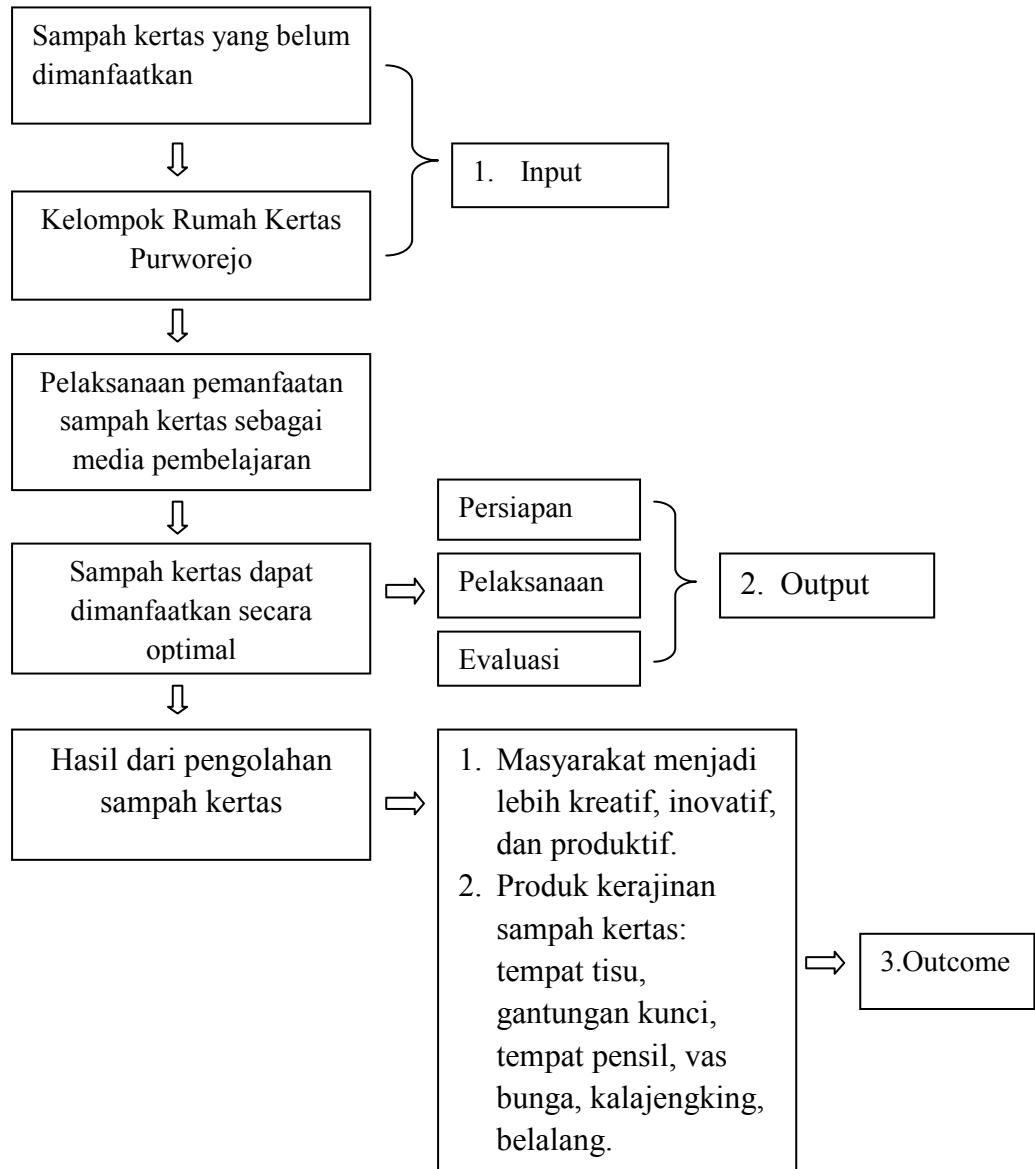 Sampah kertas yang belum
dimanfaatkan
1. Input
Kelompok Rumah Kertas
Purworejo
Pelaksanaan pemanfaatan
sampah kertas sebagai
media pembelajaran
Sampah kertas dapat
dimanfaatkan secara
optimal
Persiapan
Pelaksanaan
Evaluasi
2. Output
Hasil dari pengolahan
sampah kertas
1. Masyarakat menjadi
lebih kreatif, inovatif,
dan produktif.
2. Produk kerajinan
sampah kertas:
tempat tisu,
gantungan kunci,
tempat pensil, vas
bunga, kalajengking,
belalang.
3.Outcome